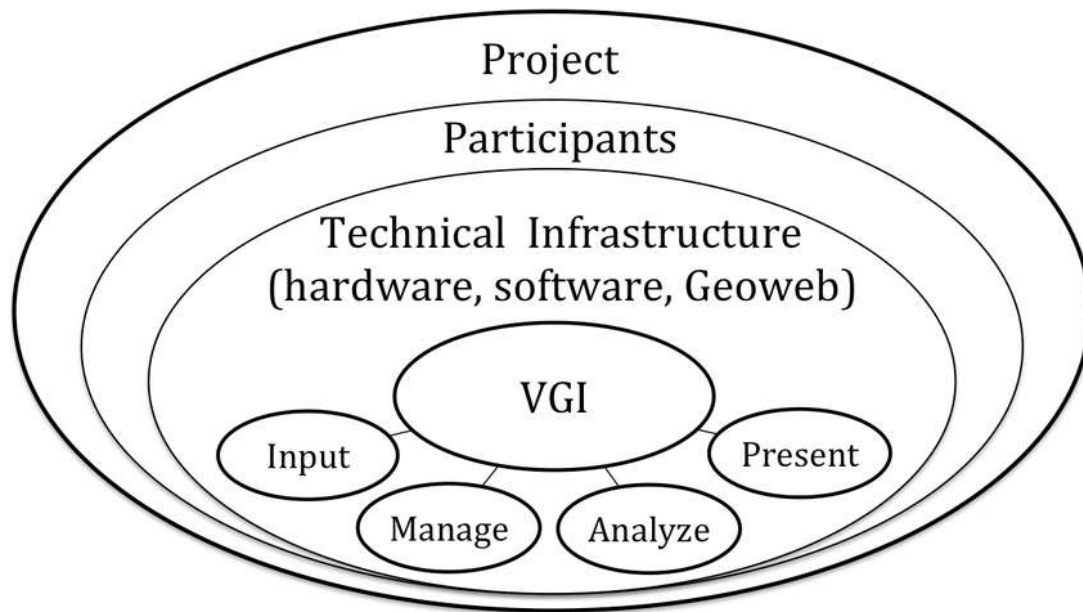 Project
Participants
Technical Infrastructure
(hardware, software, Geoweb)
VGI
Input
Present
Manage
Analyze